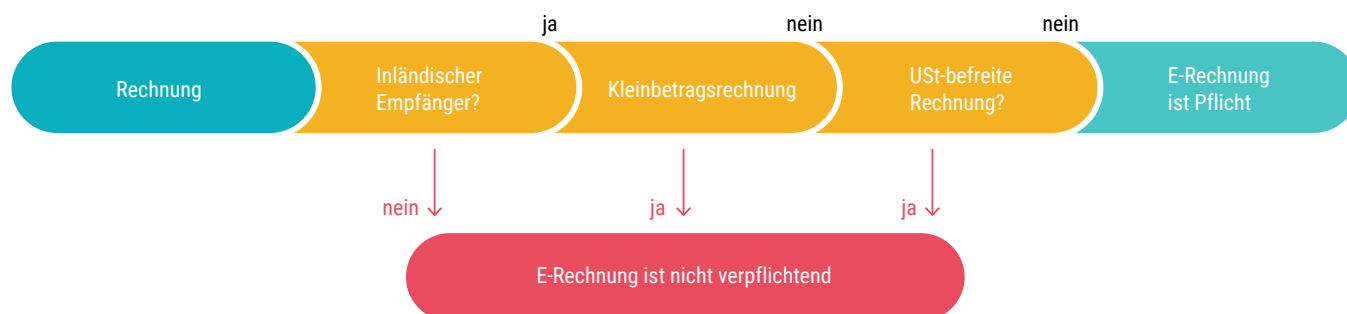 ja
nein
nein
Rechnung
Inländischer
Empfänger?
Kleinbetragsrechnung
USt-befreite
Rechnung?
E-Rechnung
ist Pflicht
nein
ja
ja
E-Rechnung ist nicht verpflichtend